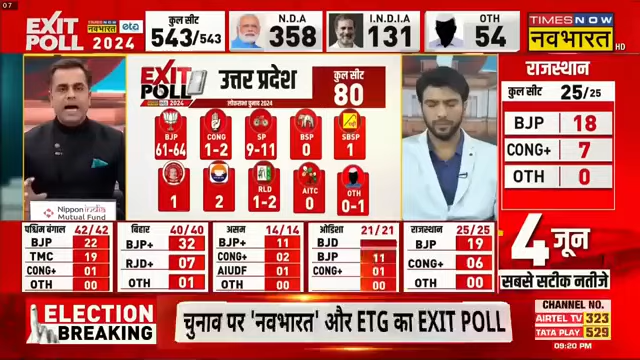 07
EXIT
POLL
नवभारत etg
2024
कुल सीट
543/543
N.D.A
358
I.N.D.I.A
131
OTH
54
TIMES NOW
नवभारत
HD
EXIT
POLL
2024
उत्तर प्रदेश
लोकसभा चुनाव 2024
कुल सीट
80
BJP CONG SP BSP SBSP
61-64 1-2 9-11 0 1
RLD AITC OTH
1 2 1-2 0 0-1
राजस्थान
कुल सीट 25/25
BJP 18
CONG+ 7
OTH 0
Nippon india
Mutual Fund
पश्चिम बंगाल 42/42
BJP 22
TMC 19
CONG+ 01
OTH 00
बिहार 40/40
BJP+ 32
RJD+ 07
OTH 01
असम 14/14
BJP+ 11
CONG+ 02
AIUDF 01
OTH 00
ओडिशा 21/21
BJD
BJP 11
CONG+ 01
OTH 00
राजस्थान 25/25
BJP 19
CONG+ 06
OTH 00
4 जून
सबसे सटीक नतीजे
ELECTION
BREAKING
चुनाव पर 'नवभारत' और ETG का EXIT POLL
CHANNEL NO.
AIRTEL TV 323
TATA PLAY 529
09:20 PM